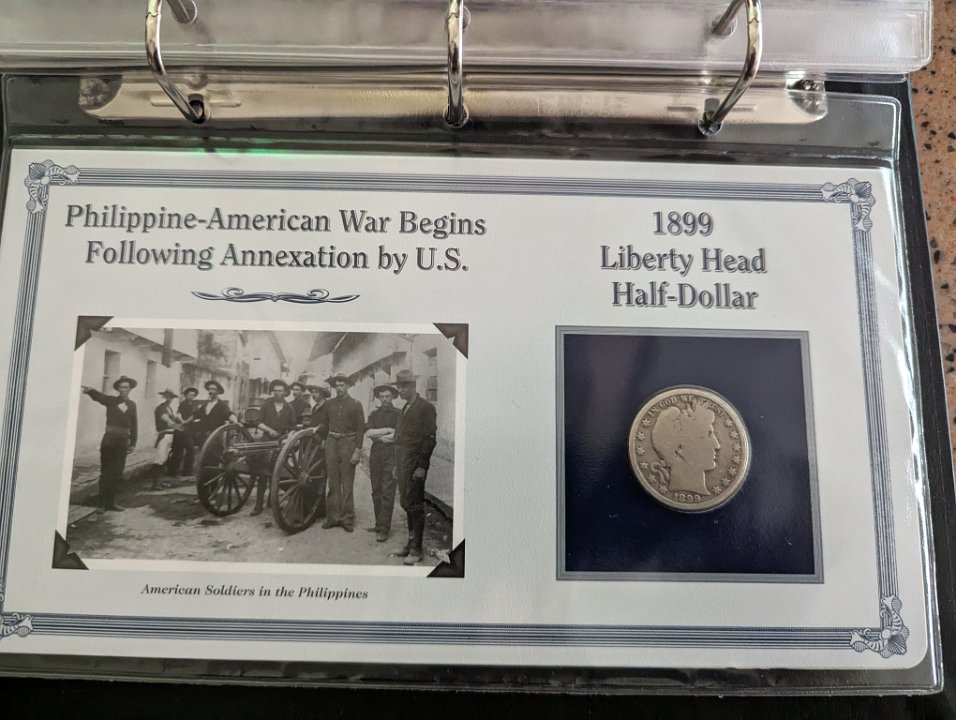 Philippine-American War Begins
Following Annexation by U.S.
American Soldiers in the Philippines
1899
Liberty Head
Half-Dollar
IN GOD WE TRUST
1899